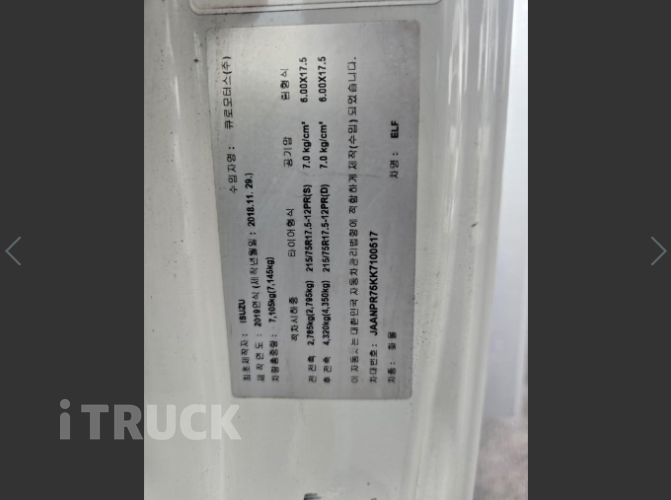 최초제작자 : ISUZU 수입자명 : 큐로모터스(주)
제작연도 : 2019년식 (제작년월일 : 2018.11. 29.)
차량총중량 : 7,105kg(7,145kg)
적차시하중 타이어형식 공기압 림형식
전 전축 2,785kg(2,795kg) 215/75R17.5-12PR(S) 7.0 kg/cm² 6.00X17.5
후 전축 4,320kg(4,350kg) 215/75R17.5-12PR(D) 7.0 kg/cm² 6.00X17.5
이 자동차는 대한민국 자동차관리법령에 적합하게 제작(수입) 되었습니다.
차대번호 : JAANPR75KK7100517
차종 : 화물 차명 : ELF
iTRUCK